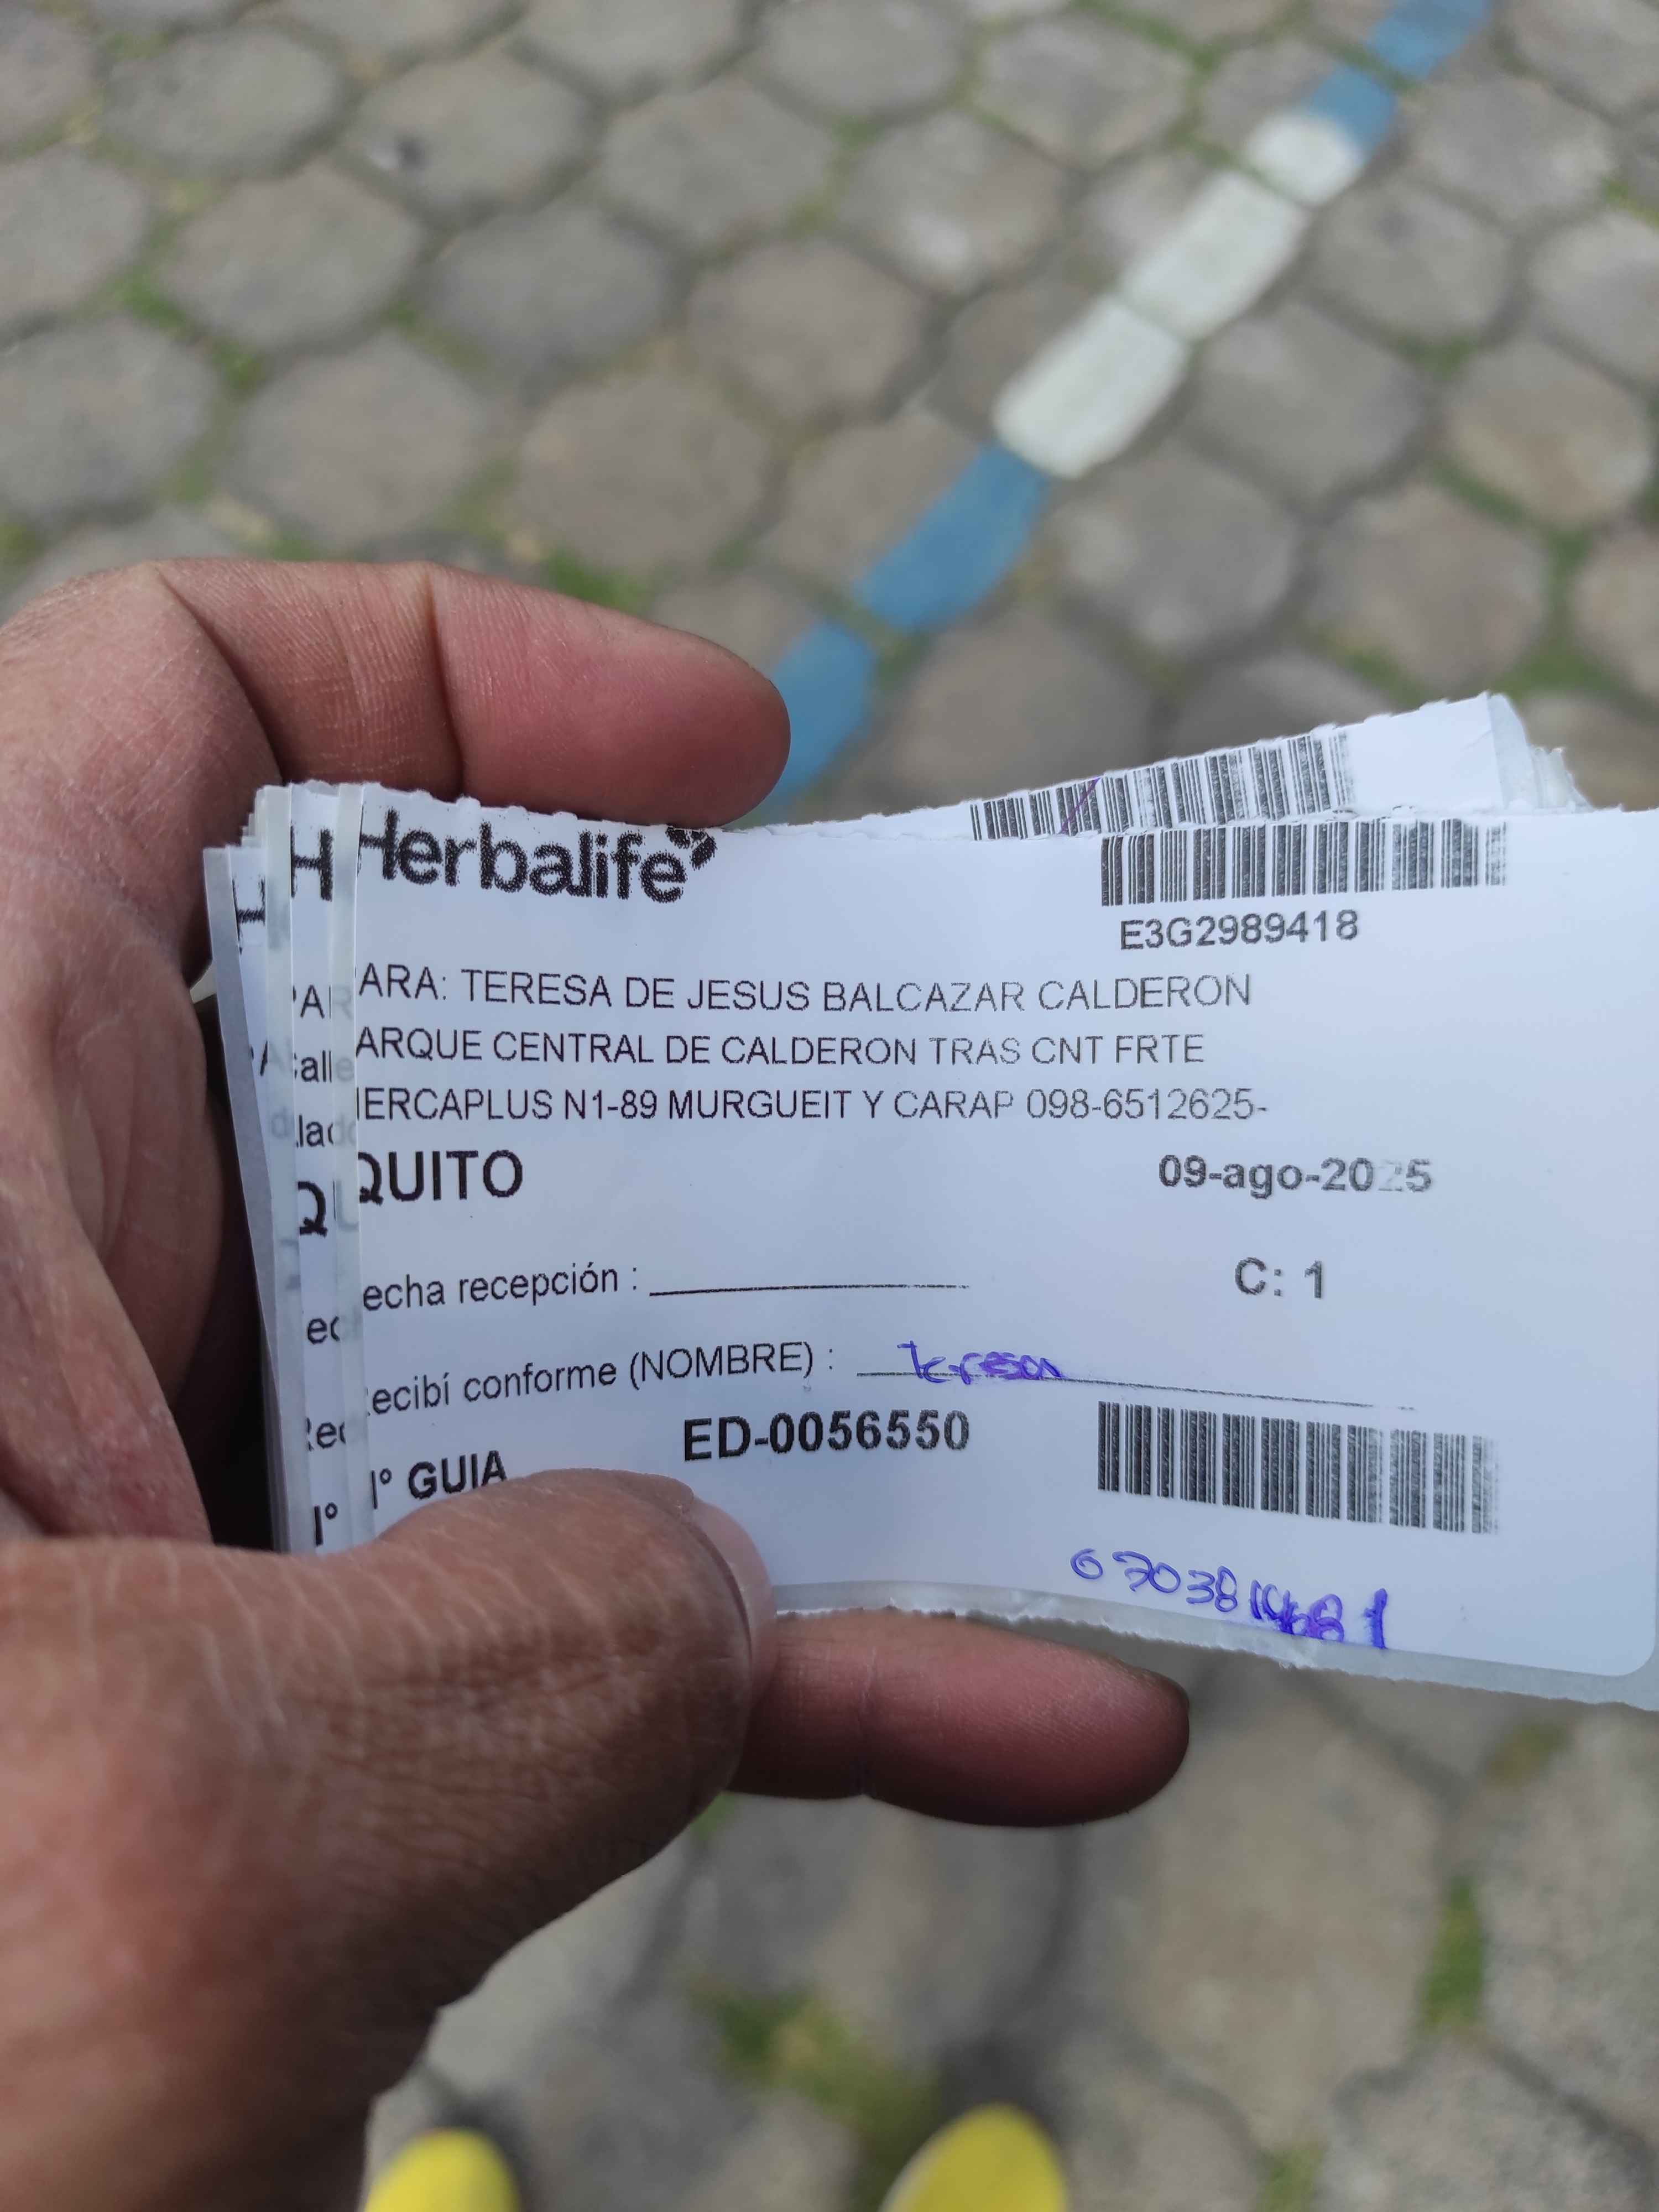 Herbalife
E3G2989418
ARA: TERESA DE JESUS BALCAZAR CALDERON
ARQUE CENTRAL DE CALDERON TRAS CNT FRTE
ERCAPLUS N1-89 MURGUEIT Y CARAP 098-6512625-
QUITO
09-ago-2025
echa recepción :
C: 1
ecibí conforme (NOMBRE) : teresa
° GUIA
ED-0056550